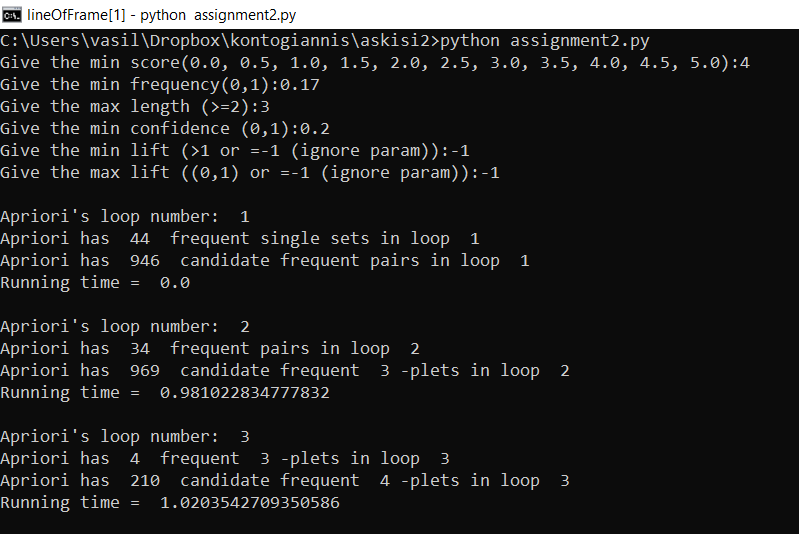 lineOfFrame[1] - python  assignment2.py
C:\Users\vasil\Dropbox\kontogiannis\askisi2>python assignment2.py
Give the min score(0.0, 0.5, 1.0, 1.5, 2.0, 2.5, 3.0, 3.5, 4.0, 4.5, 5.0):4
Give the min frequency(0,1):0.17
Give the max length (>=2):3
Give the min confidence (0,1):0.2
Give the min lift (>1 or =-1 (ignore param)):-1
Give the max lift ((0,1) or =-1 (ignore param)):-1

Apriori's loop number:  1
Apriori has  44  frequent single sets in loop  1
Apriori has  946  candidate frequent pairs in loop  1
Running time =  0.0

Apriori's loop number:  2
Apriori has  34  frequent pairs in loop  2
Apriori has  969  candidate frequent  3 -plets in loop  2
Running time =  0.981022834777832

Apriori's loop number:  3
Apriori has  4  frequent  3 -plets in loop  3
Apriori has  210  candidate frequent  4 -plets in loop  3
Running time =  1.0203542709350586